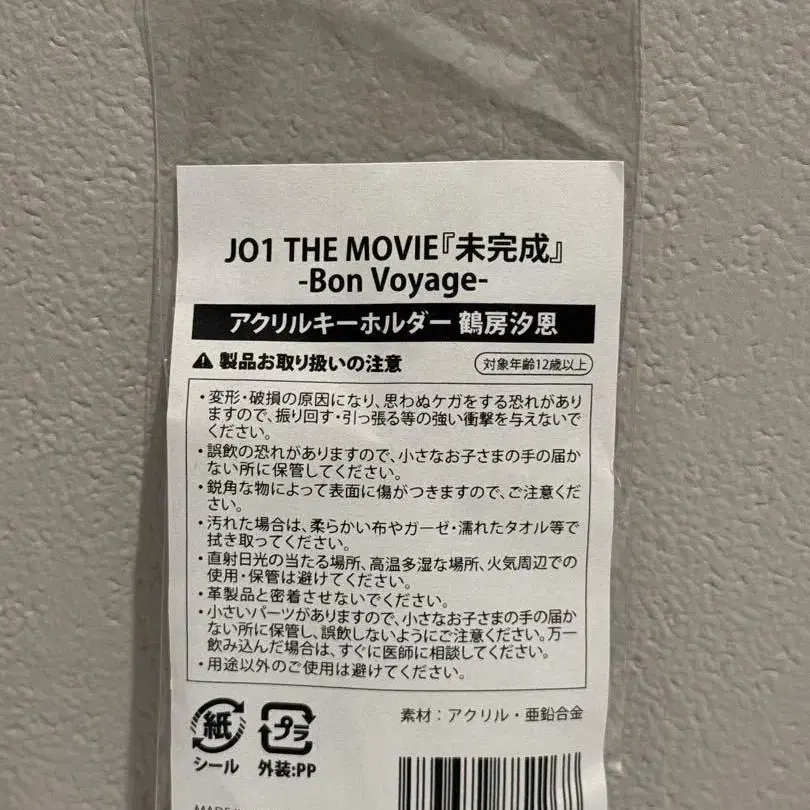 JO1 THE MOVIE『未完成』
-Bon Voyage-
アクリルキーホルダー 鶴房汐恩
製品お取り扱いの注意
対象年齢12歳以上
・変形・破損の原因になり、思わぬケガをする恐れがあり
ますので、振り回す・引っ張る等の強い衝撃を与えないで
ください。
・誤飲の恐れがありますので、小さなお子さまの手の届か
ない所に保管してください。
・鋭角な物によって表面に傷がつきますので、ご注意くだ
さい。
・汚れた場合は、柔らかい布やガーゼ・濡れたタオル等で
拭き取ってください。
・直射日光の当たる場所、高温多湿な場所、火気周辺での
使用・保管は避けてください。
・革製品と密着させないでください。
・小さいパーツがありますので、小さなお子さまの手の届か
ない所に保管し、誤飲しないようにご注意ください。万一
飲み込んだ場合は、すぐに医師に相談してください。
・用途以外のご使用は避けてください。
紙
シール
プラ
外装:PP
素材：アクリル・亜鉛合金